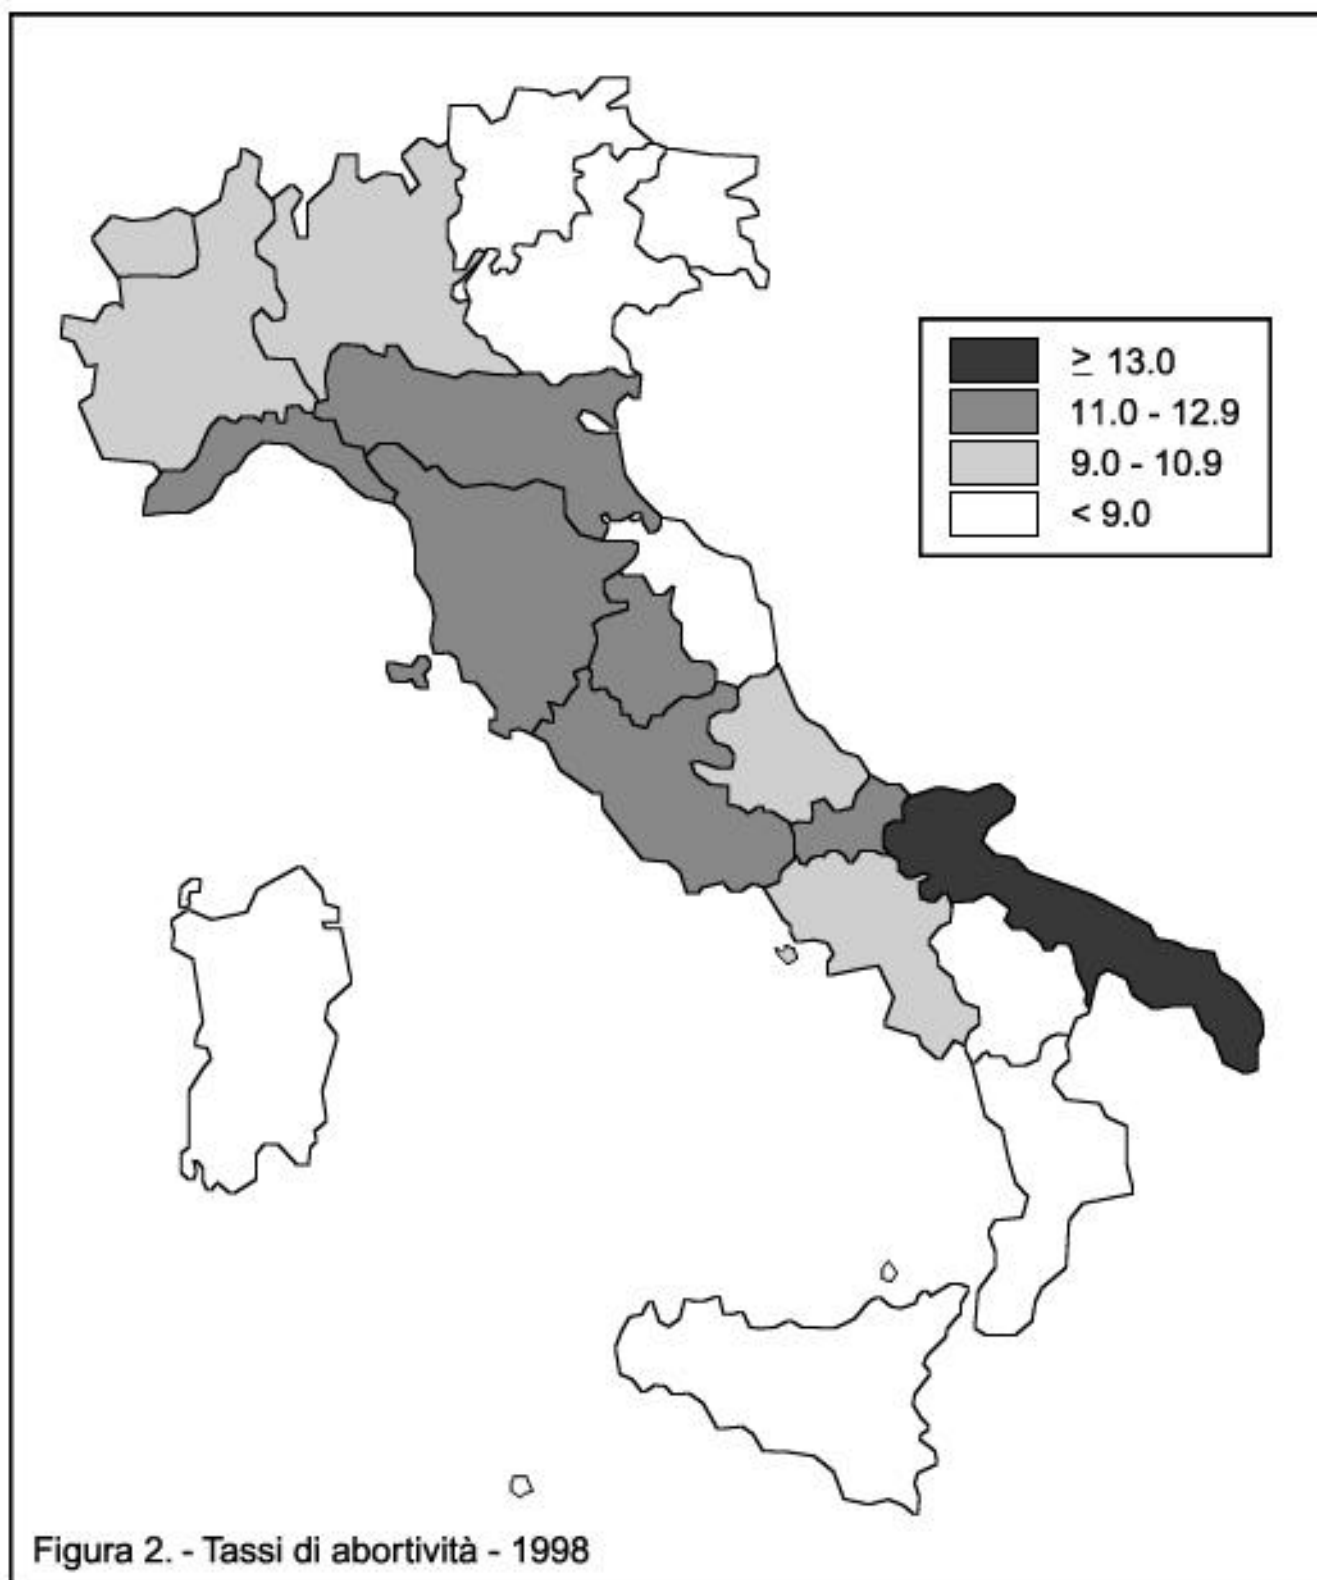 ≥ 13.0
11.0 - 12.9
9.0 - 10.9
< 9.0
Figura 2. - Tassi di abortività - 1998